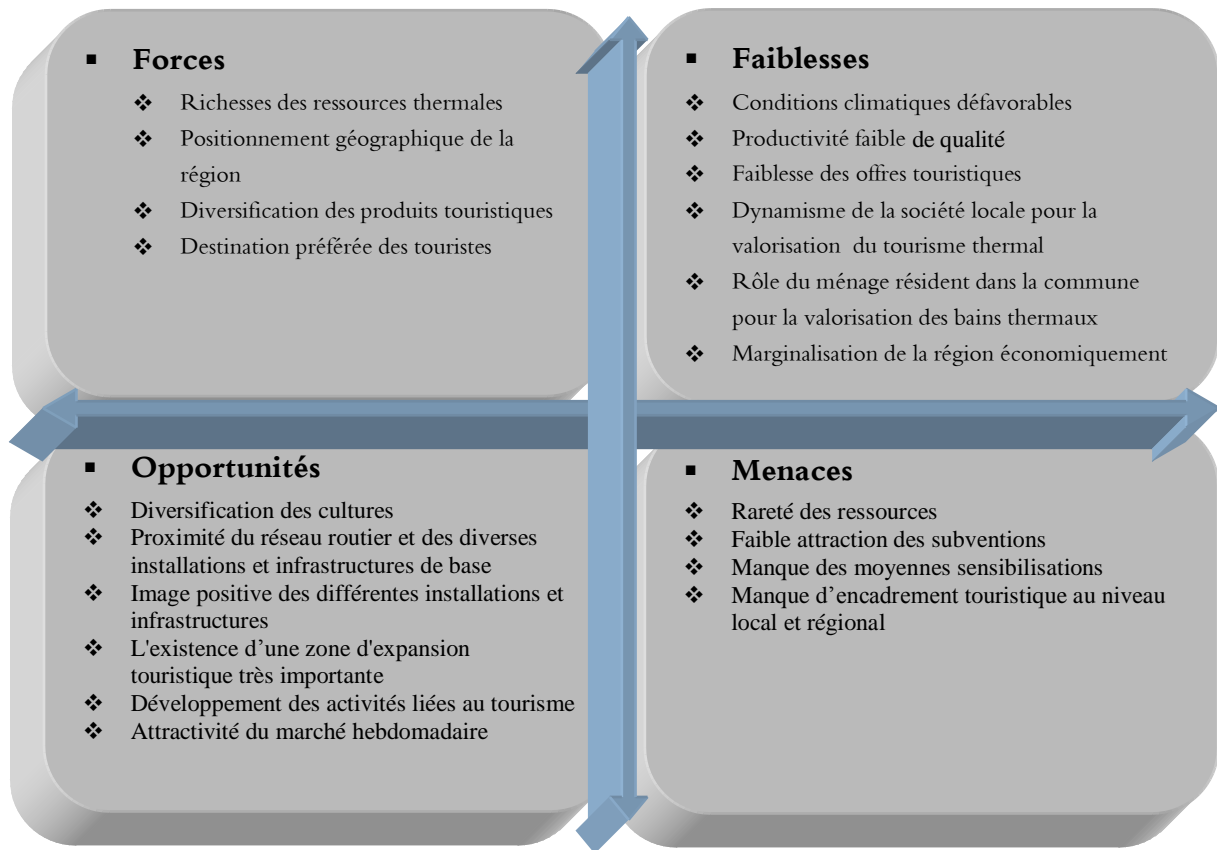 Forces
Richesses des ressources thermales
Positionnement géographique de la
région
Diversification des produits touristiques
Destination préférée des touristes
Faiblesses
Conditions climatiques défavorables
Productivité faible de qualité
Faiblesse des offres touristiques
Dynamisme de la société locale pour la
valorisation du tourisme thermal
Rôle du ménage résident dans la commune
pour la valorisation des bains thermaux
Marginalisation de la région économiquement
Opportunités
Diversification des cultures
Proximité du réseau routier et des diverses
installations et infrastructures de base
Image positive des différentes installations et
infrastructures
L'existence d’une zone d'expansion
touristique très importante
Développement des activités liées au tourisme
Attractivité du marché hebdomadaire
Menaces
Rareté des ressources
Faible attraction des subventions
Manque des moyennes sensibilisations
Manque d’encadrement touristique au niveau
local et régional